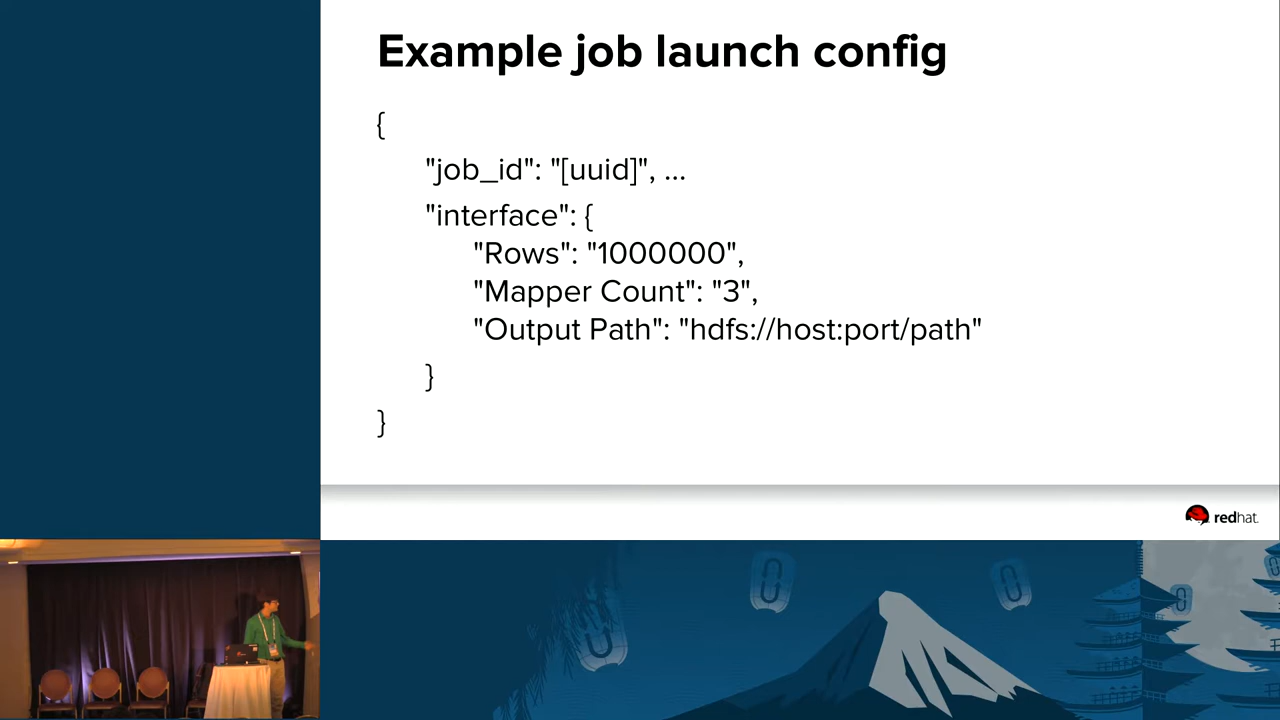 Example job launch config
{
"job_id": "[uuid]", ...
"interface": {
"Rows": "1000000",
"Mapper Count": "3",
"Output Path": "hdfs://host:port/path"
}
}
redhat.